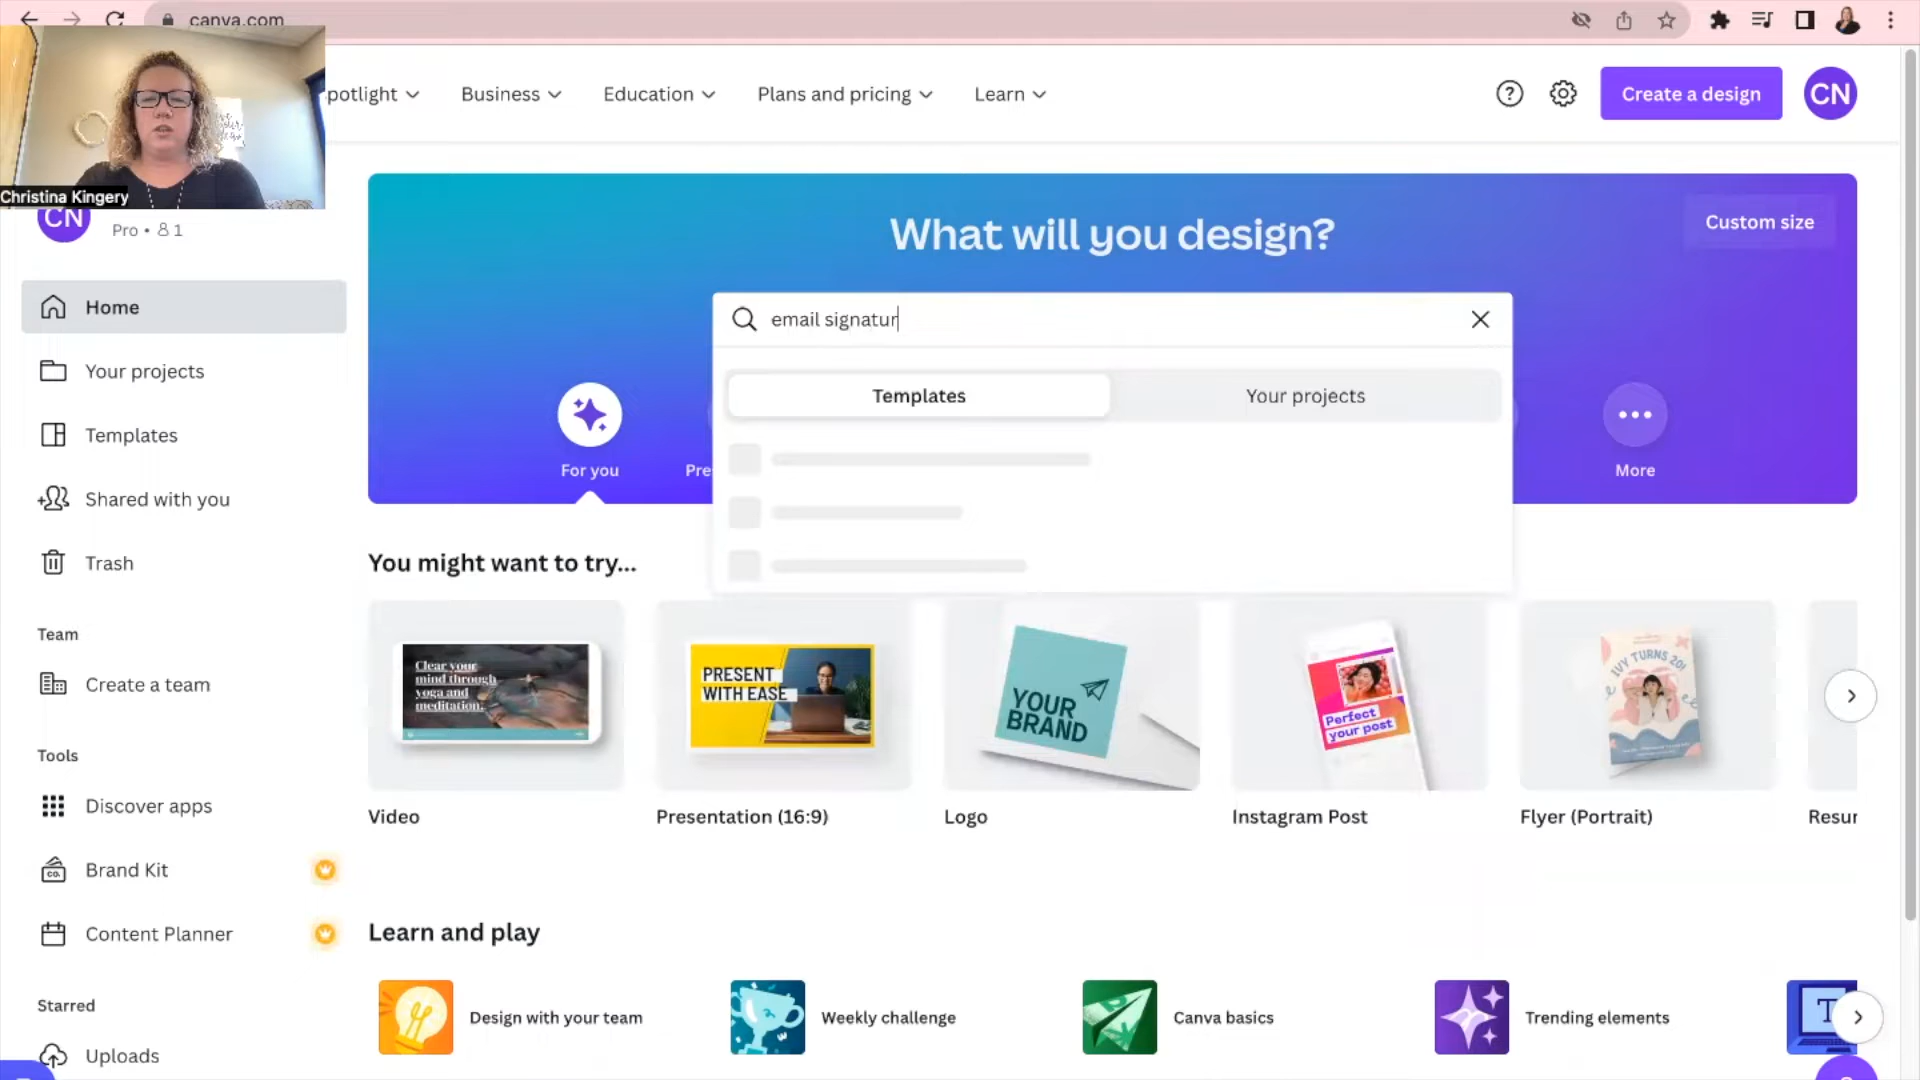 canva.com
potlight
Business
Education
Plans and pricing
Learn
Create a design
CN
Christina Kingery
CN
Pro • 1
What will you design?
Custom size
email signatur
Templates
Your projects
For you
Pre
More
Home
Your projects
Templates
Shared with you
Trash
Team
Create a team
Tools
Discover apps
Brand Kit
Content Planner
Starred
Uploads
You might want to try...
Clear your
mind through
yoga and
meditation.
PRESENT
WITH EASE
YOUR
BRAND
Perfect
your post
IVY TURNS 20!
Video
Presentation (16:9)
Logo
Instagram Post
Flyer (Portrait)
Resur
Learn and play
Design with your team
Weekly challenge
Canva basics
Trending elements
T
CO.